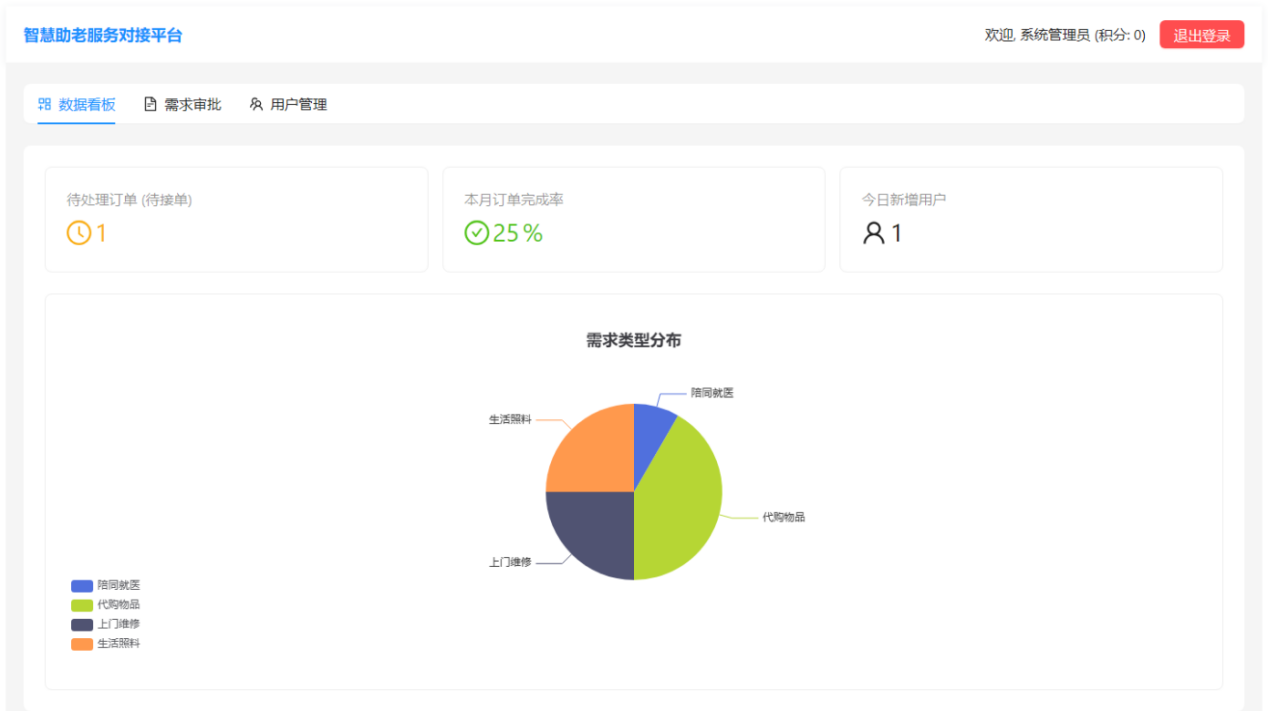 智慧助老服务对接平台
欢迎, 系统管理员 (积分: 0)
退出登录
数据看板
需求审批
用户管理
待处理订单 (待接单)
1
本月订单完成率
25%
今日新增用户
1
需求类型分布
陪同就医
生活照料
代购物品
上门维修
陪同就医
代购物品
上门维修
生活照料